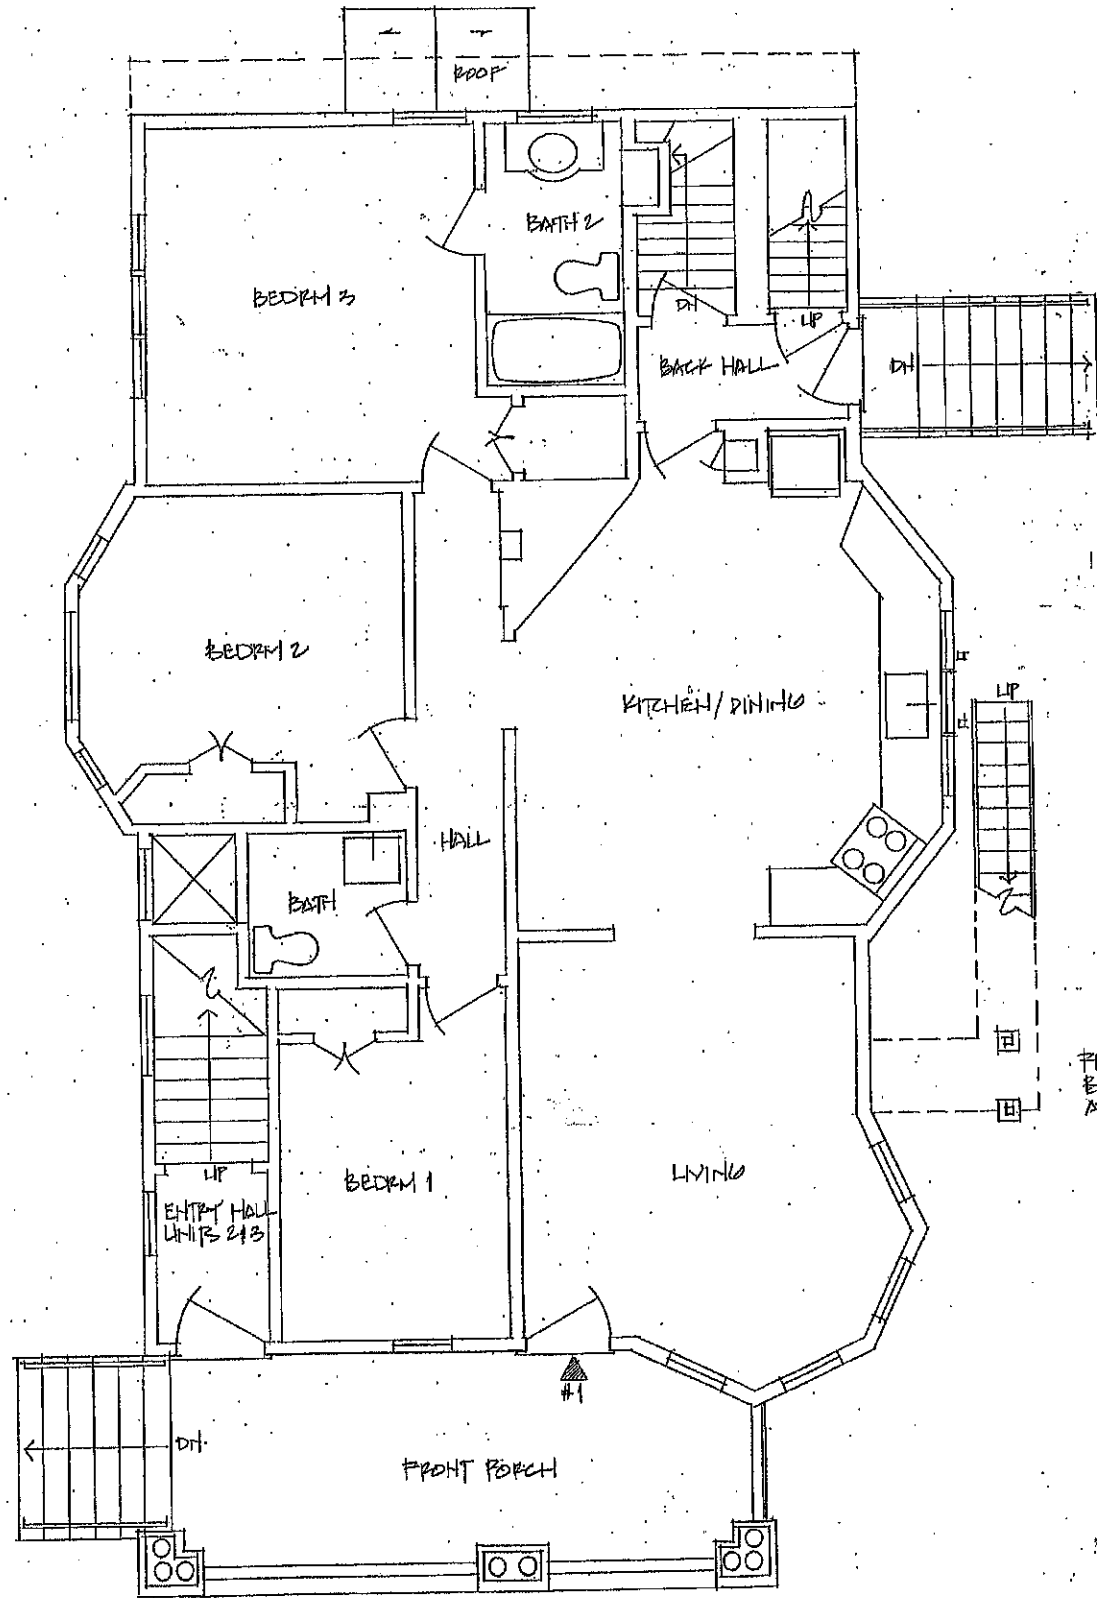 ROOF
BATH 2
BEDRM 3
DN
UP
BACK HALL
DN
BEDRM 2
KITCHEN/DINING
UP
HALL
BATH
UP
BEDRM 1
LIVING
ENTRY HALL
UNITS 2+3
#1
DN.
FRONT PORCH